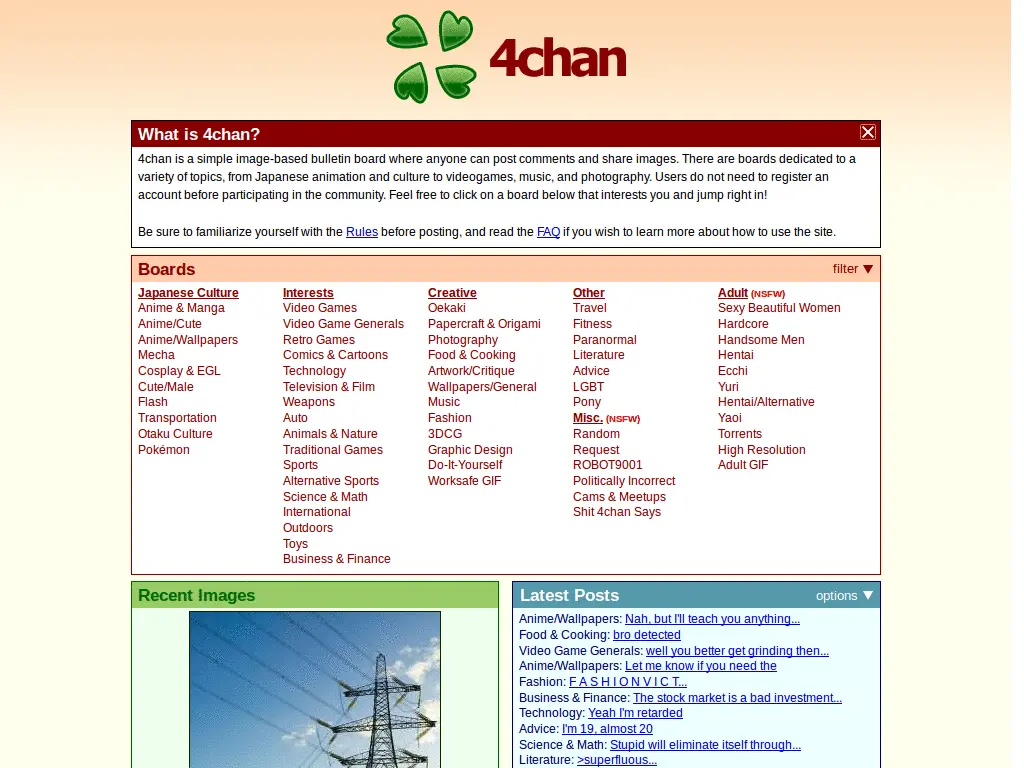 4chan
What is 4chan?
4chan is a simple image-based bulletin board where anyone can post comments and share images. There are boards dedicated to a
variety of topics, from Japanese animation and culture to videogames, music, and photography. Users do not need to register an
account before participating in the community. Feel free to click on a board below that interests you and jump right in!
Be sure to familiarize yourself with the Rules before posting, and read the FAQ if you wish to learn more about how to use the site.
Boards
filter ▼
Japanese Culture
Anime & Manga
Anime/Cute
Anime/Wallpapers
Mecha
Cosplay & EGL
Cute/Male
Flash
Transportation
Otaku Culture
Pokémon
Interests
Video Games
Video Game Generals
Retro Games
Comics & Cartoons
Technology
Television & Film
Weapons
Auto
Animals & Nature
Traditional Games
Sports
Alternative Sports
Science & Math
International
Outdoors
Toys
Business & Finance
Creative
Oekaki
Papercraft & Origami
Photography
Food & Cooking
Artwork/Critique
Wallpapers/General
Music
Fashion
3DCG
Graphic Design
Do-It-Yourself
Worksafe GIF
Other
Travel
Fitness
Paranormal
Literature
Advice
LGBT
Pony
Misc. (NSFW)
Random
Request
ROBOT9001
Politically Incorrect
Cams & Meetups
Shit 4chan Says
Adult (NSFW)
Sexy Beautiful Women
Hardcore
Handsome Men
Hentai
Ecchi
Yuri
Hentai/Alternative
Yaoi
Torrents
High Resolution
Adult GIF
Recent Images
Latest Posts
options ▼
Anime/Wallpapers: Nah, but I'll teach you anything...
Food & Cooking: bro detected
Video Game Generals: well you better get grinding then...
Anime/Wallpapers: Let me know if you need the
Fashion: F A S H I O N V I C T...
Business & Finance: The stock market is a bad investment...
Technology: Yeah I'm retarded
Advice: I'm 19, almost 20
Science & Math: Stupid will eliminate itself through...
Literature: >superfluous...